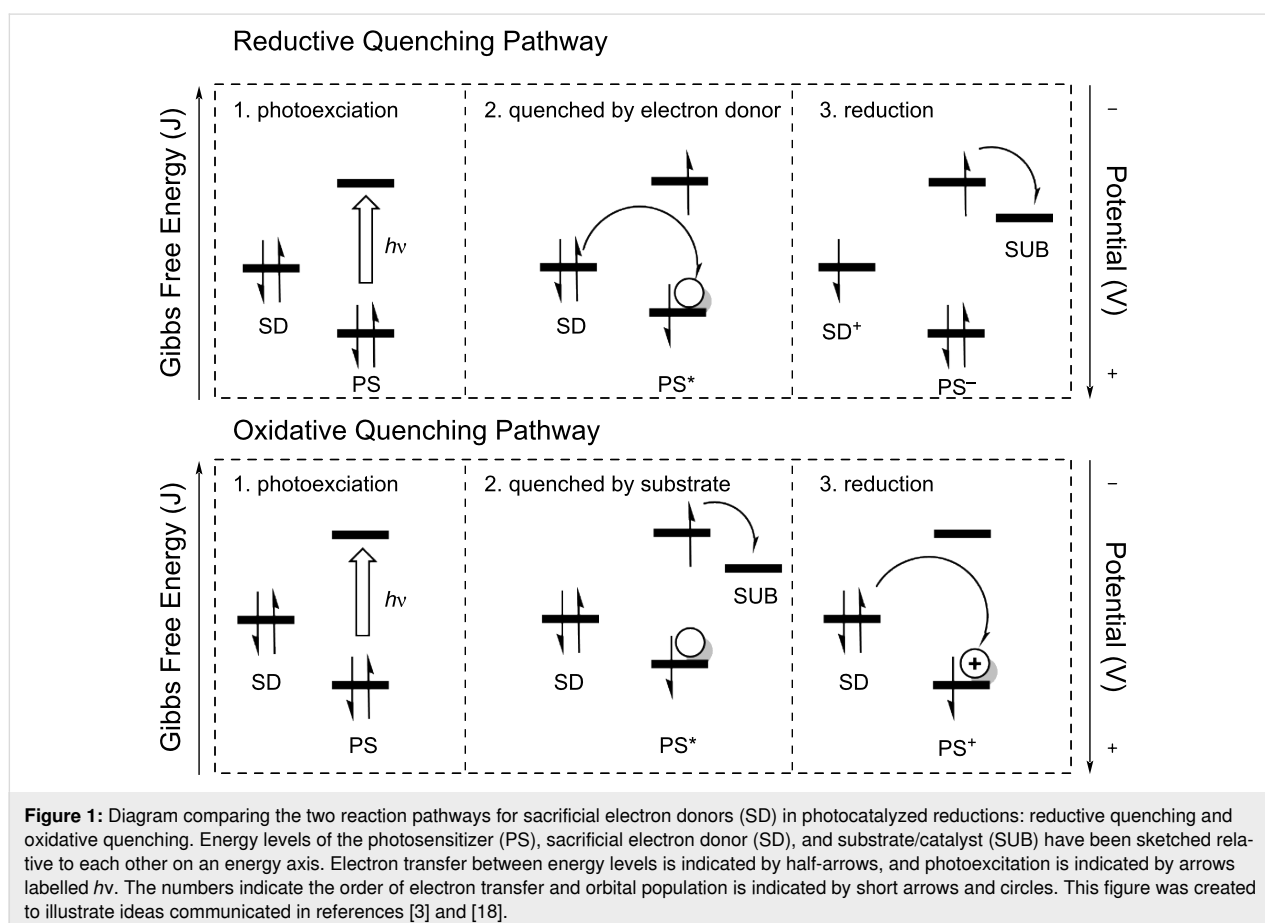 Reductive Quenching Pathway
Gibbs Free Energy (J)
1. photoexciation
SD
hν
PS
2. quenched by electron donor
SD
PS*
3. reduction
SD+
SUB
PS–
–
Potential (V)
+
Oxidative Quenching Pathway
Gibbs Free Energy (J)
1. photoexciation
SD
hν
PS
2. quenched by substrate
SD
SUB
PS*
3. reduction
SD
+
PS+
–
Potential (V)
+
Figure 1: Diagram comparing the two reaction pathways for sacrificial electron donors (SD) in photocatalyzed reductions: reductive quenching and
oxidative quenching. Energy levels of the photosensitizer (PS), sacrificial electron donor (SD), and substrate/catalyst (SUB) have been sketched rela-
tive to each other on an energy axis. Electron transfer between energy levels is indicated by half-arrows, and photoexcitation is indicated by arrows
labelled hν. The numbers indicate the order of electron transfer and orbital population is indicated by short arrows and circles. This figure was created
to illustrate ideas communicated in references [3] and [18].